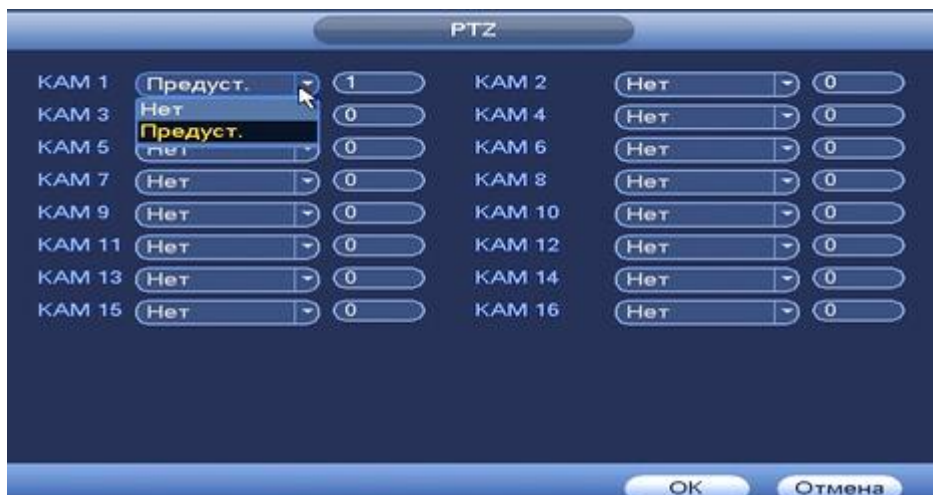 PTZ
КАМ 1 Предуст. 1 КАМ 2 Нет 0
Нет
КАМ 3 0 КАМ 4 Нет 0
Предуст.
КАМ 5 Нет 0 КАМ 6 Нет 0
КАМ 7 Нет 0 КАМ 8 Нет 0
КАМ 9 Нет 0 КАМ 10 Нет 0
КАМ 11 Нет 0 КАМ 12 Нет 0
КАМ 13 Нет 0 КАМ 14 Нет 0
КАМ 15 Нет 0 КАМ 16 Нет 0
OK Отмена